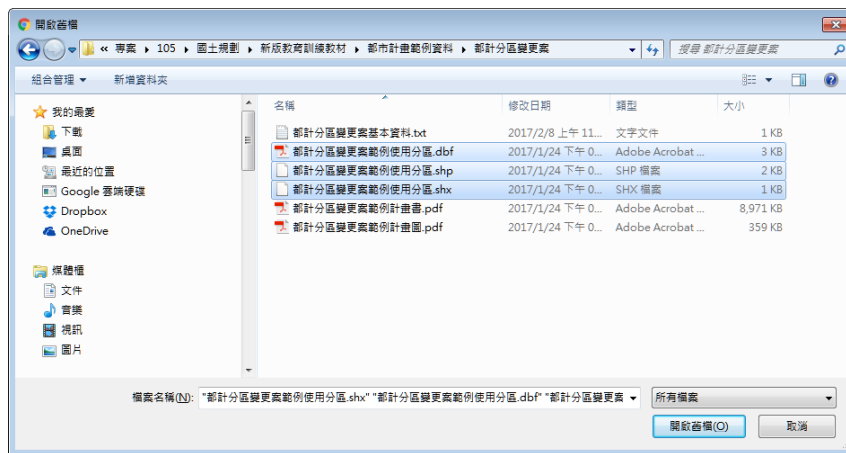 開啟舊檔
« 專案 ▸ 105 ▸ 國土規劃 ▸ 新版教育訓練教材 ▸ 都市計畫範例資料 ▸ 都計分區變更案 搜尋 都計分區變更案
組合管理 ▾ 新增資料夾
我的最愛 名稱 修改日期 類型 大小
下載 都計分區變更案基本資料.txt 2017/2/8 上午 11... 文字文件 1 KB
桌面 都計分區變更案範例使用分區.dbf 2017/1/24 下午 0... Adobe Acrobat ... 3 KB
最近的位置 都計分區變更案範例使用分區.shp 2017/1/24 下午 0... SHP 檔案 2 KB
Google 雲端硬碟 都計分區變更案範例使用分區.shx 2017/1/24 下午 0... SHX 檔案 1 KB
Dropbox 都計分區變更案範例計畫書.pdf 2017/1/24 下午 0... Adobe Acrobat ... 8,971 KB
OneDrive 都計分區變更案範例計畫圖.pdf 2017/1/24 下午 0... Adobe Acrobat ... 359 KB
媒體櫃
文件
音樂
視訊
圖片
檔案名稱(N): "都計分區變更案範例使用分區.shx" "都計分區變更案範例使用分區.dbf" "都計分區變更案 所有檔案
開啟舊檔(O) 取消